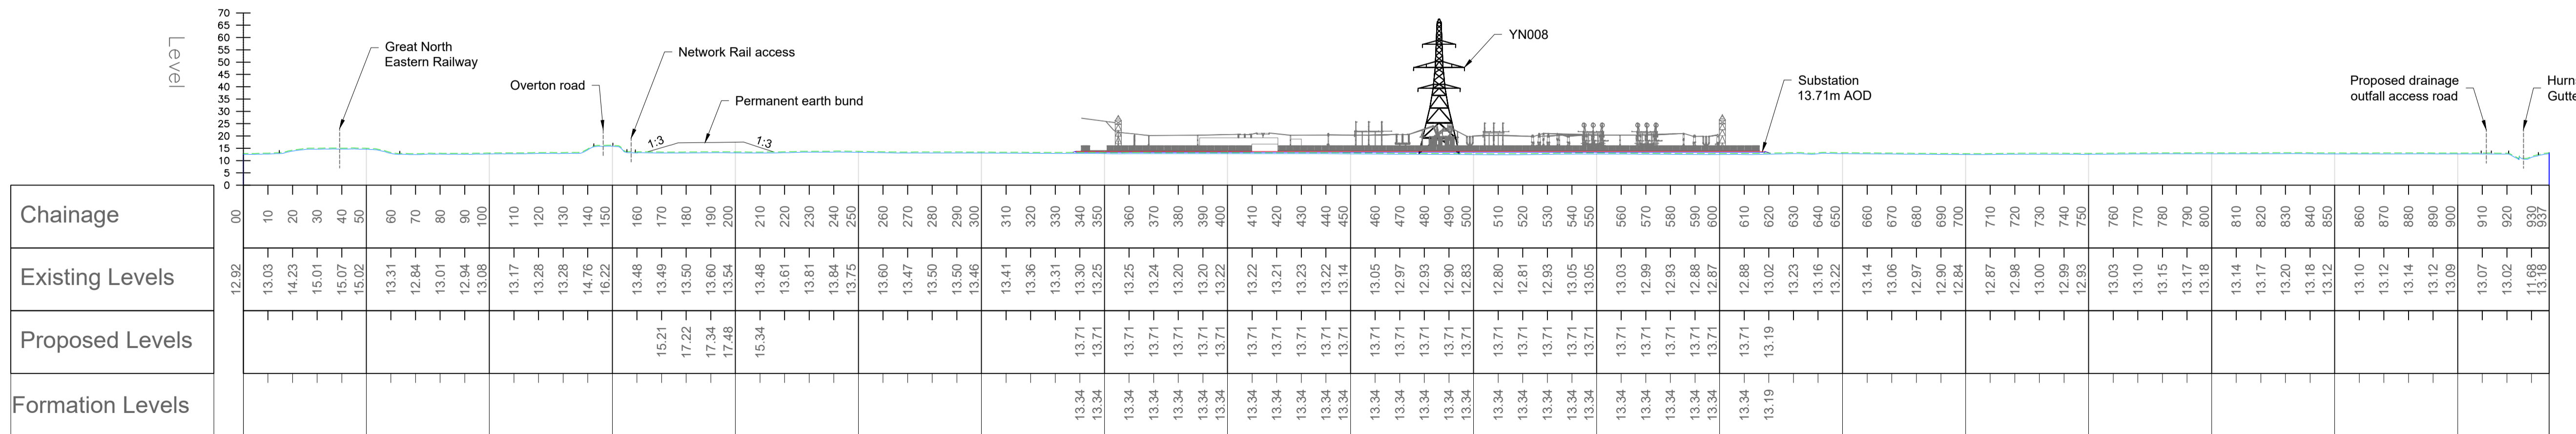 70
65
60
55
50
45
40
35
30
25
20
15
10
5
0
Level
Great North
Eastern Railway
Overton road
Network Rail access
Permanent earth bund
1:3
1:3
YN008
Substation
13.71m AOD
Proposed drainage
outfall access road
Hurn
Gutte
Chainage 00 10 20 30 40 50 60 70 80 90 100 110 120 130 140 150 160 170 180 190 200 210 220 230 240 250 260 270 280 290 300 310 320 330 340 350 360 370 380 390 400 410 420 430 440 450 460 470 480 490 500 510 520 530 540 550 560 570 580 590 600 610 620 630 640 650 660 670 680 690 700 710 720 730 740 750 760 770 780 790 800 810 820 830 840 850 860 870 880 890 900 910 920 930 937
Existing Levels 12.92 13.03 14.23 15.01 15.07 15.02 13.31 12.84 13.01 12.94 13.08 13.17 13.28 13.28 14.76 16.22 13.48 13.49 13.50 13.60 13.54 13.48 13.61 13.81 13.84 13.75 13.60 13.47 13.50 13.50 13.46 13.41 13.36 13.31 13.30 13.25 13.25 13.24 13.20 13.20 13.22 13.22 13.21 13.23 13.22 13.14 13.05 12.97 12.93 12.90 12.83 12.80 12.81 12.93 13.05 13.05 13.03 12.99 12.93 12.88 12.87 12.88 13.02 13.23 13.16 13.22 13.14 13.06 12.97 12.90 12.84 12.87 12.98 13.00 12.99 12.93 13.03 13.10 13.15 13.17 13.18 13.14 13.17 13.20 13.18 13.12 13.10 13.12 13.14 13.12 13.09 13.07 13.02 11.68 13.18
Proposed Levels 15.21 17.22 17.34 17.48 15.34 13.71 13.71 13.71 13.71 13.71 13.71 13.71 13.71 13.71 13.71 13.71 13.71 13.71 13.71 13.71 13.71 13.71 13.71 13.71 13.71 13.71 13.71 13.71 13.71 13.71 13.71 13.71 13.71 13.19
Formation Levels 13.34 13.34 13.34 13.34 13.34 13.34 13.34 13.34 13.34 13.34 13.34 13.34 13.34 13.34 13.34 13.34 13.34 13.34 13.34 13.34 13.34 13.34 13.34 13.34 13.34 13.34 13.34 13.34 13.19